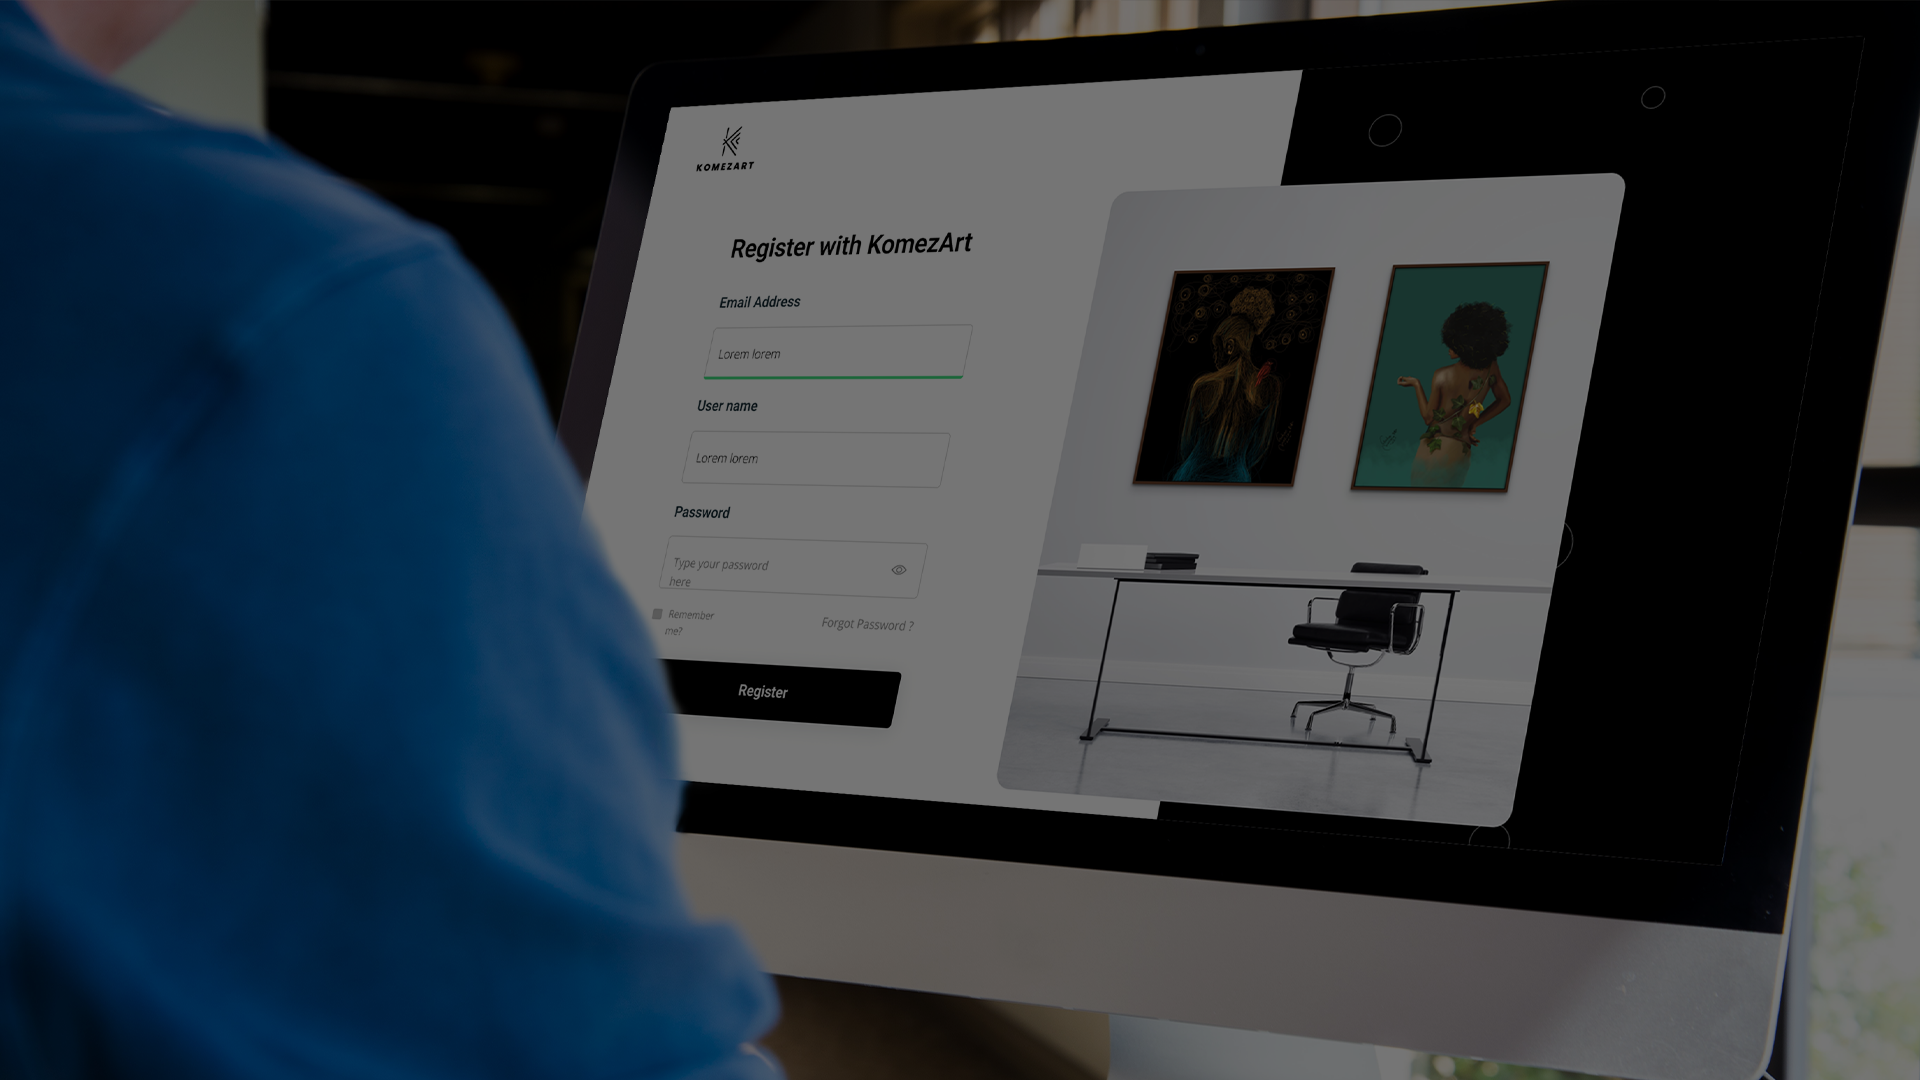 KOMEZART
Register with KomezArt
Email Address
Lorem lorem
User name
Lorem lorem
Password
Type your password
here
Remember
me?
Forgot Password ?
Register